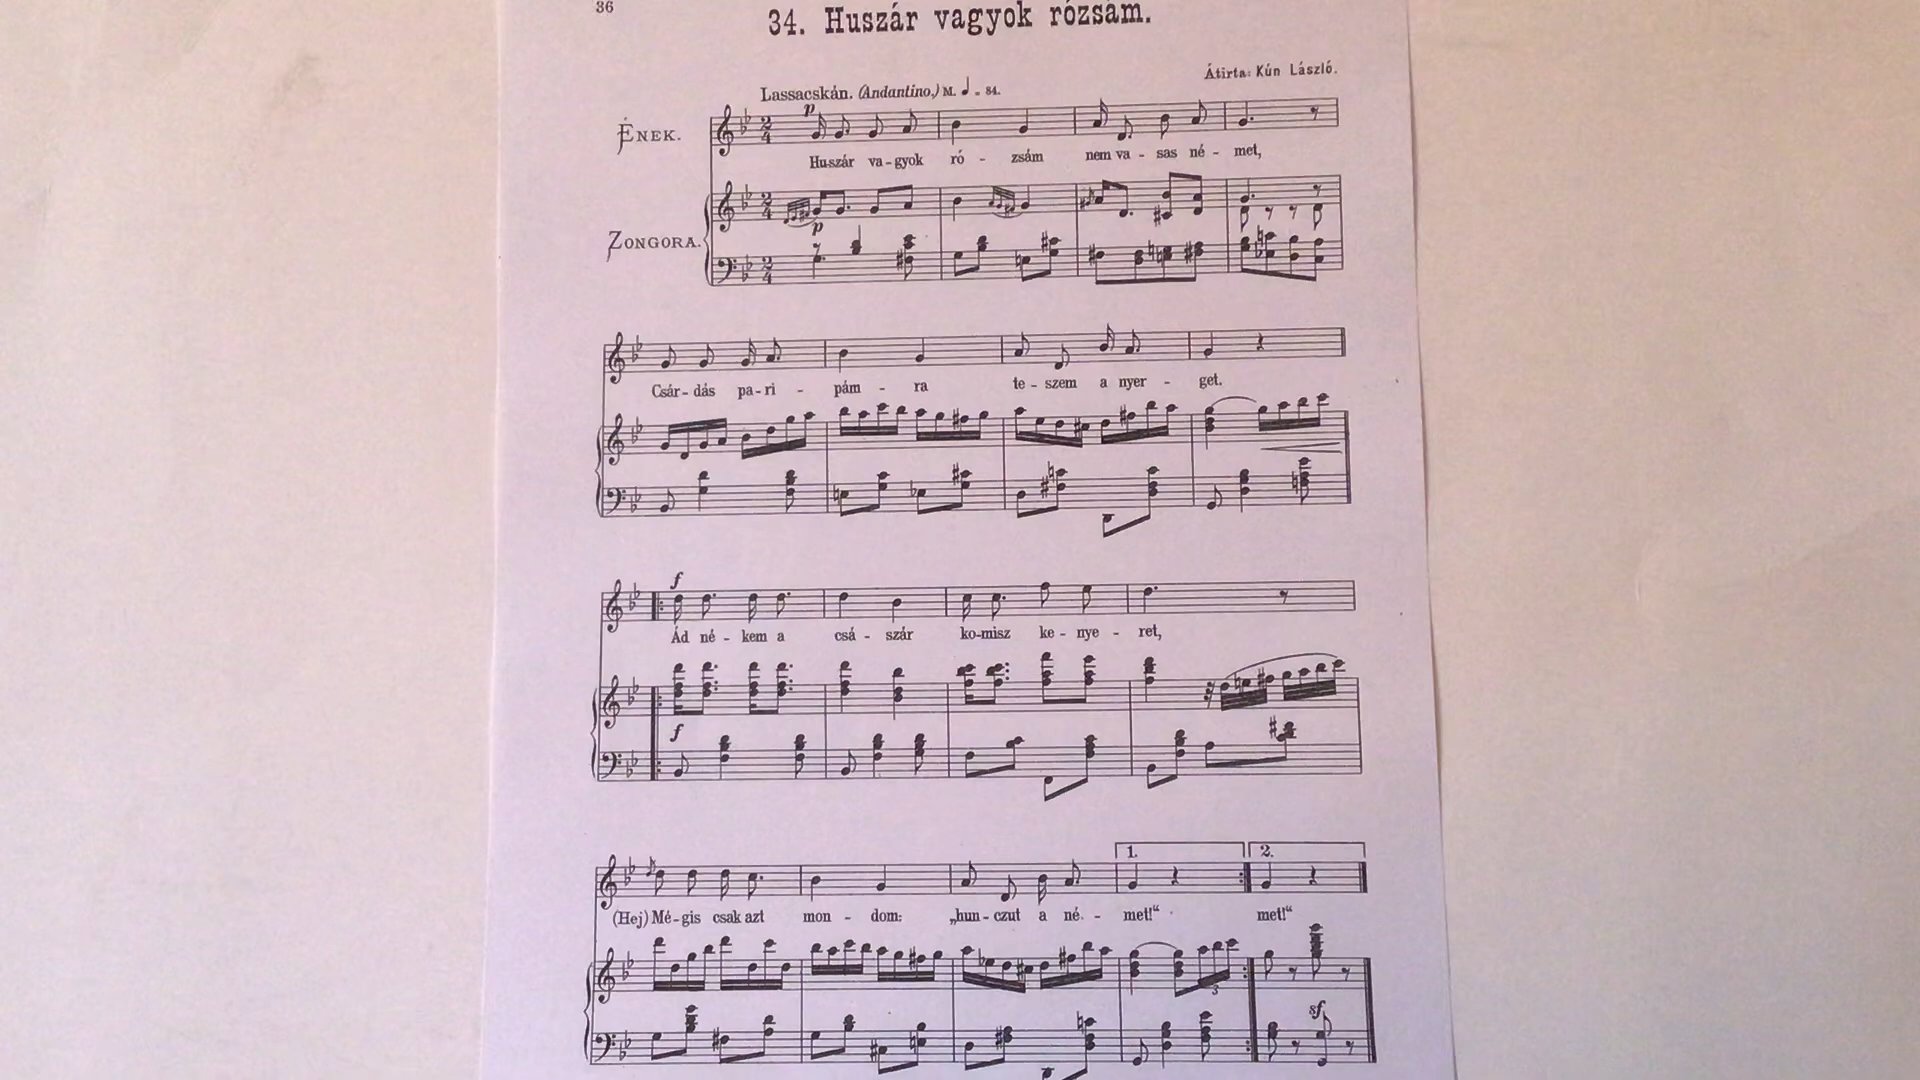 36
34. Huszár vagyok rózsám.
Átirta: Kún László.
Lassacskán. (Andantino,) M. ♩ = 84.
p
ÉNEK.
Huszár va-gyok ró - zsám nem va - sas né - met,
ZONGORA.
p
Csár-dás pa-ri - pám - ra te - szem a nyer - get.
f
Ád né - kem a csá - szár ko-misz ke - nye - ret,
f
1. 2.
(Hej) Mé-gis csak azt mon - dom: „hun - czut a né - met!“ met!“
3
sf